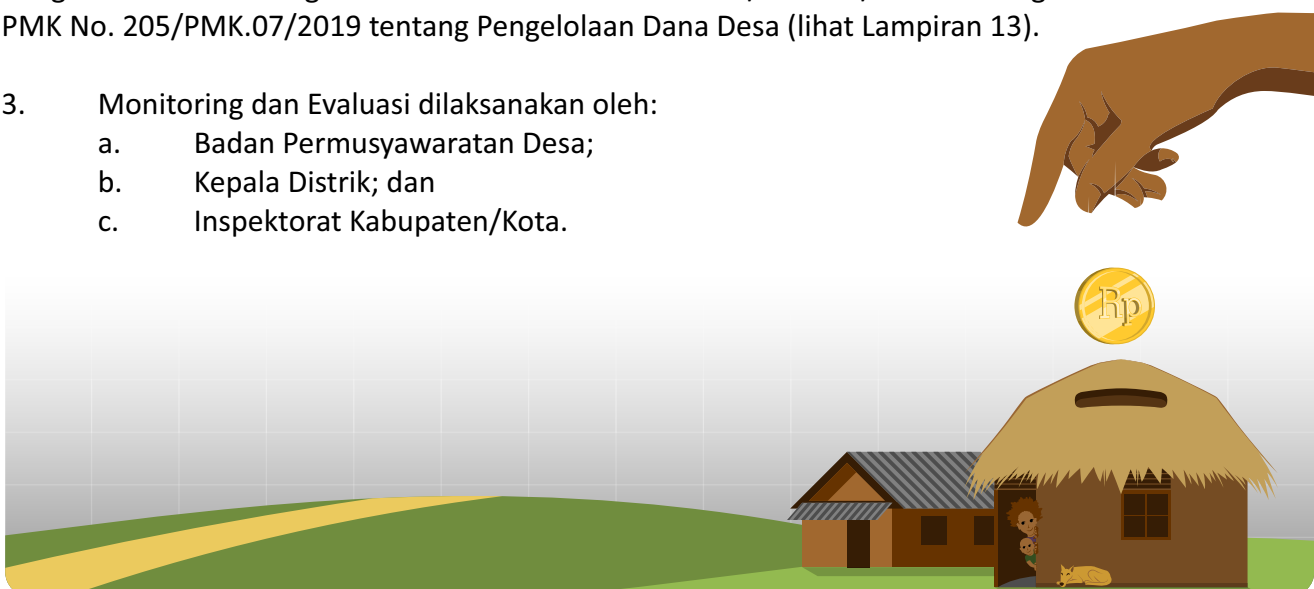 PMK No. 205/PMK.07/2019 tentang Pengelolaan Dana Desa (lihat Lampiran 13).
3. Monitoring dan Evaluasi dilaksanakan oleh:
a. Badan Permusyawaratan Desa;
b. Kepala Distrik; dan
c. Inspektorat Kabupaten/Kota.
Rp